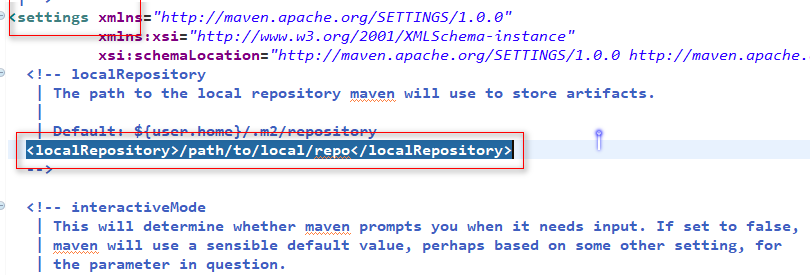 <settings xmlns="http://maven.apache.org/SETTINGS/1.0.0"
xmlns:xsi="http://www.w3.org/2001/XMLSchema-instance"
xsi:schemaLocation="http://maven.apache.org/SETTINGS/1.0.0 http://maven.apache.
<!-- localRepository
| The path to the local repository maven will use to store artifacts.
|
| Default: ${user.home}/.m2/repository
<localRepository>/path/to/local/repo</localRepository>
-->
<!-- interactiveMode
| This will determine whether maven prompts you when it needs input. If set to false,
| maven will use a sensible default value, perhaps based on some other setting, for
| the parameter in question.